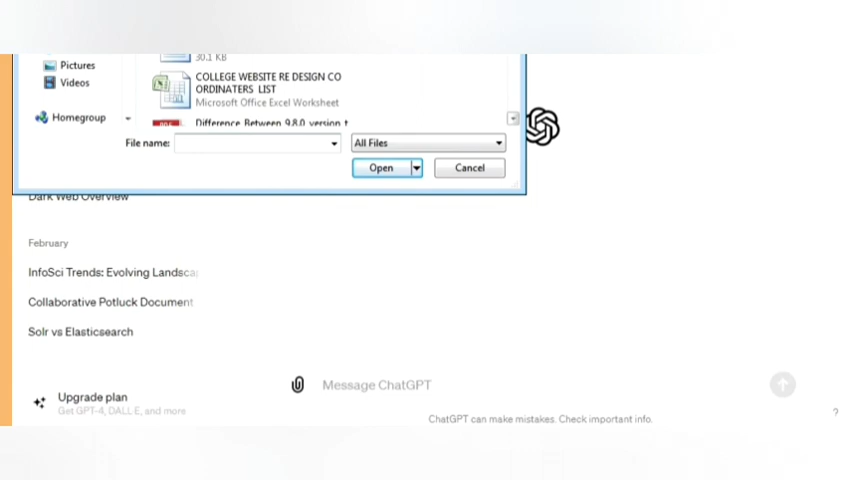 30.1 KB
Pictures
COLLEGE WEBSITE RE DESIGN CO
Videos
ORDINATERS LIST
Microsoft Office Excel Worksheet
Homegroup
Difference Between 9.8.0 version t
File name:
All Files
Open
Cancel
Dark Web Overview
February
InfoSci Trends: Evolving Landsca
Collaborative Potluck Document
Solr vs Elasticsearch
Message ChatGPT
Upgrade plan
Get GPT-4, DALL·E, and more
ChatGPT can make mistakes. Check important info.
?